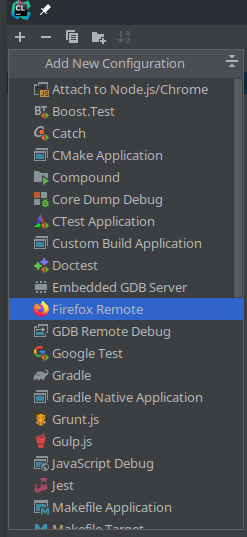 CL
Add New Configuration
Attach to Node.js/Chrome
Boost.Test
Catch
CMake Application
Compound
Core Dump Debug
CTest Application
Custom Build Application
Doctest
Embedded GDB Server
Firefox Remote
GDB Remote Debug
Google Test
Gradle
Gradle Native Application
Grunt.js
Gulp.js
JavaScript Debug
Jest
Makefile Application
Makefile Target